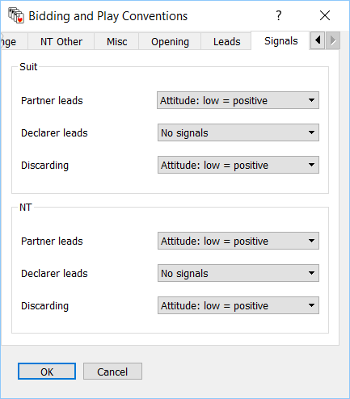 Bidding and Play Conventions
nge NT Other Misc Opening Leads Signals
Suit
Partner leads Attitude: low = positive
Declarer leads No signals
Discarding Attitude: low = positive
NT
Partner leads Attitude: low = positive
Declarer leads No signals
Discarding Attitude: low = positive
OK Cancel